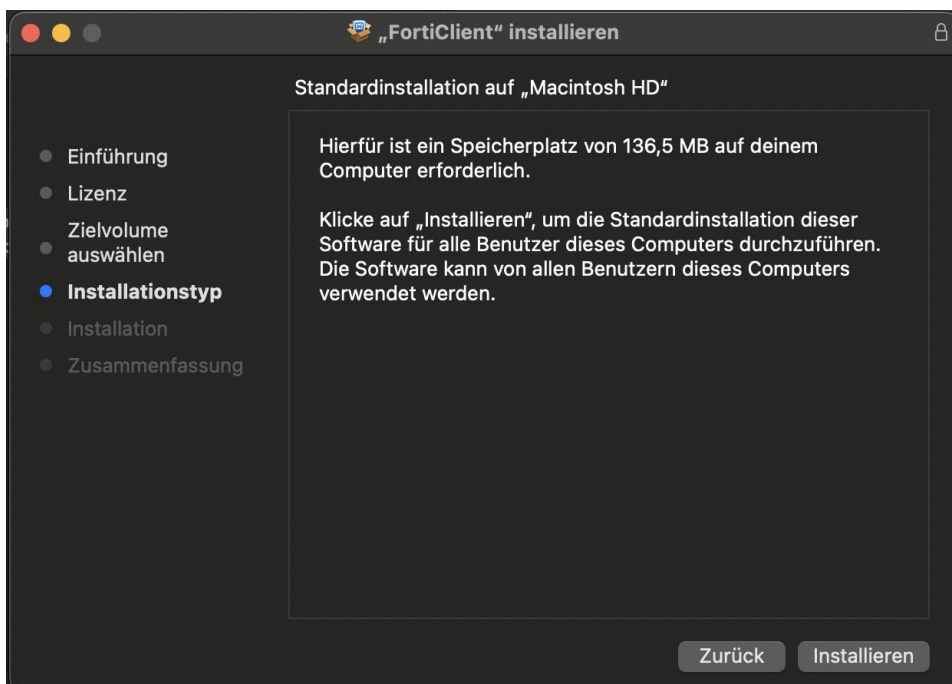 „FortiClient“ installieren
Standardinstallation auf „Macintosh HD“
Einführung
Lizenz
Zielvolume
auswählen
Installationstyp
Installation
Zusammenfassung
Hierfür ist ein Speicherplatz von 136,5 MB auf deinem
Computer erforderlich.
Klicke auf „Installieren“, um die Standardinstallation dieser
Software für alle Benutzer dieses Computers durchzuführen.
Die Software kann von allen Benutzern dieses Computers
verwendet werden.
Zurück
Installieren